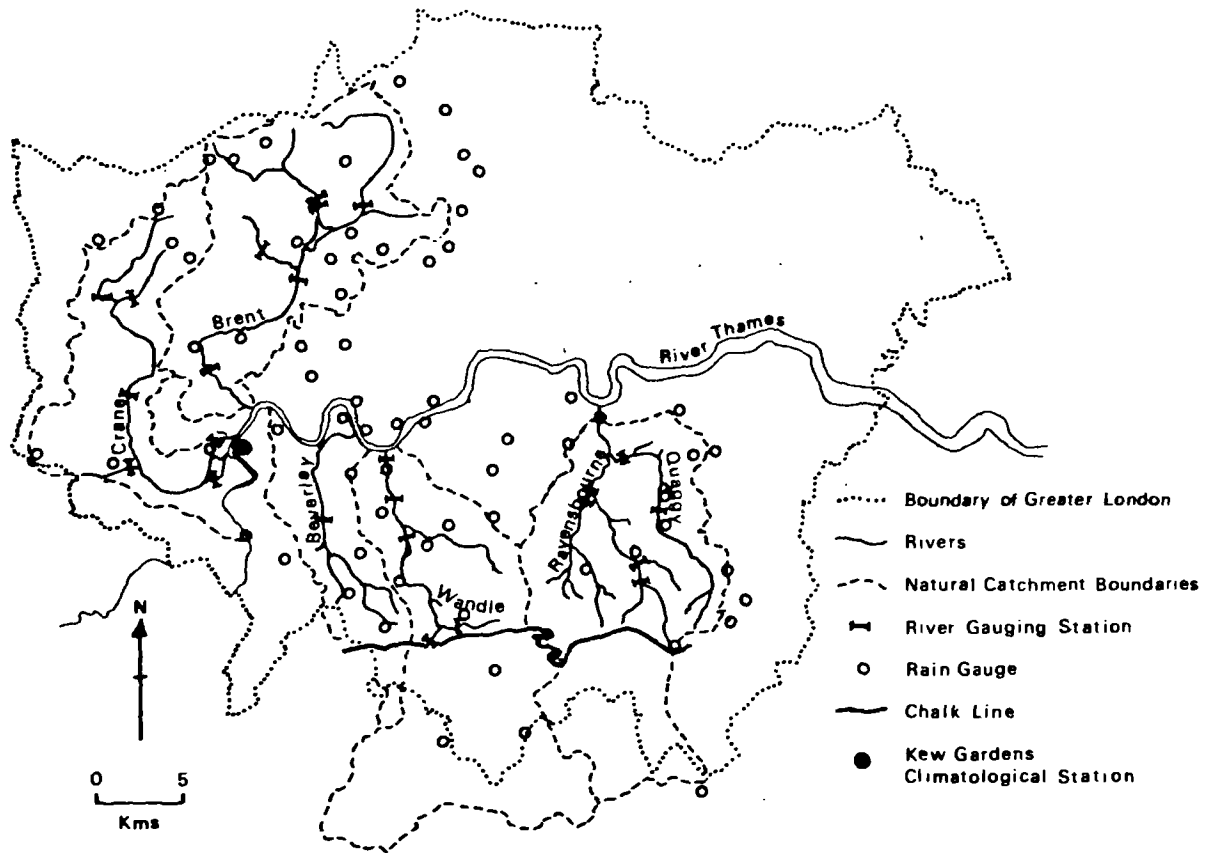 Brent
River Thames
Crane
Beverley
Ravensbourne
Quaggy
Wandle
N
0 5
Kms
Boundary of Greater London
Rivers
Natural Catchment Boundaries
River Gauging Station
Rain Gauge
Chalk Line
Kew Gardens
Climatological Station